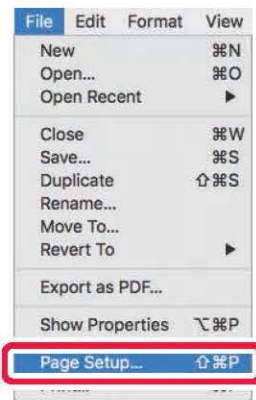 File Edit Format View
New ⌘N
Open... ⌘O
Open Recent ▶
Close ⌘W
Save... ⌘S
Duplicate ⇧⌘S
Rename...
Move To...
Revert To ▶
Export as PDF...
Show Properties ⌥⌘P
Page Setup... ⇧⌘P